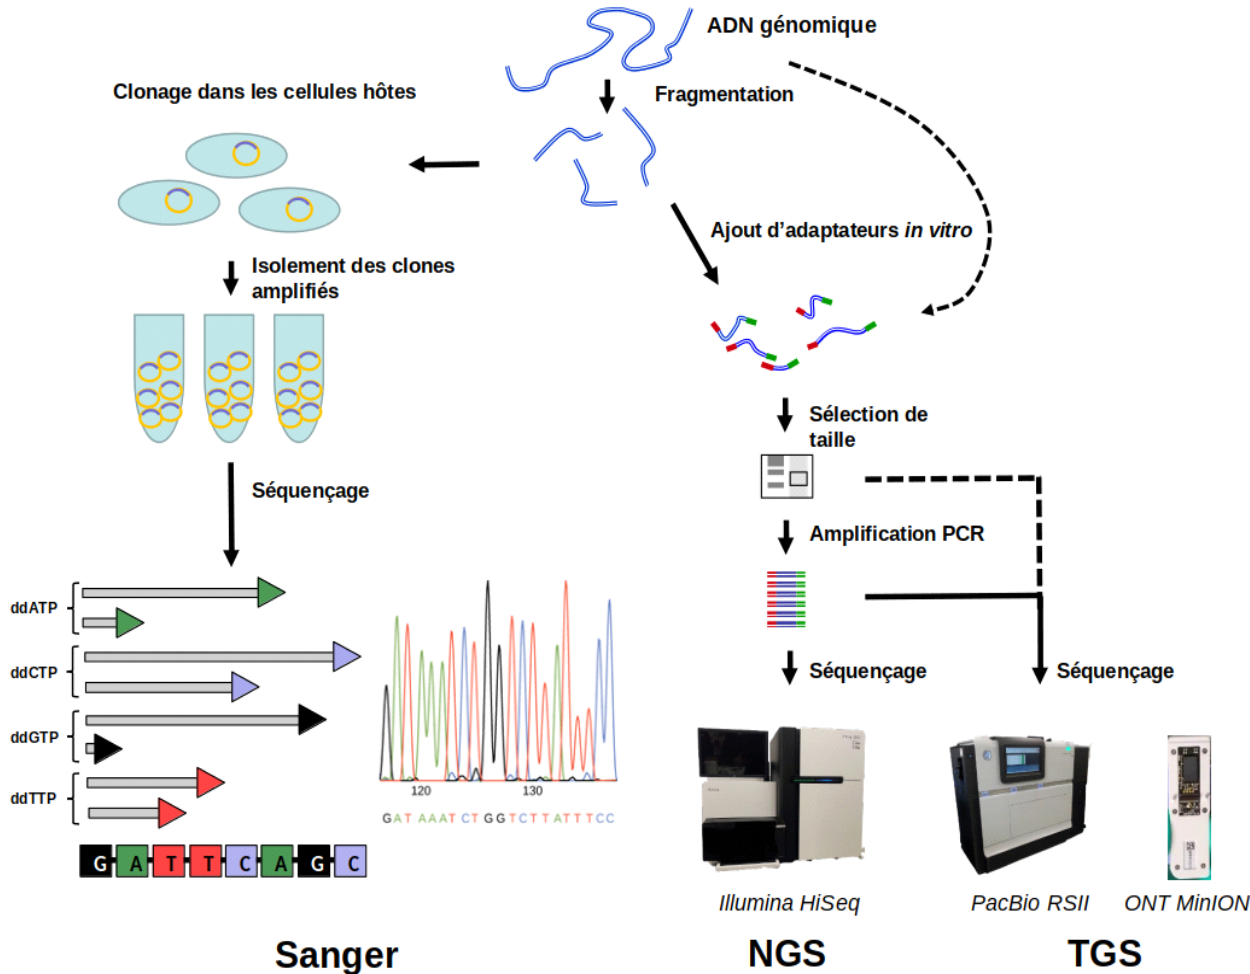 ADN génomique
Clonage dans les cellules hôtes
Fragmentation
Ajout d'adaptateurs in vitro
Isolement des clones
amplifiés
Sélection de
taille
Séquençage
Amplification PCR
ddATP
ddCTP
ddGTP
ddTTP
120 130
GATAAATCTGGTCTTATTTCC
G A T T C A G C
Séquençage
Séquençage
Illumina HiSeq
PacBio RSII
ONT MinION
Sanger
NGS
TGS